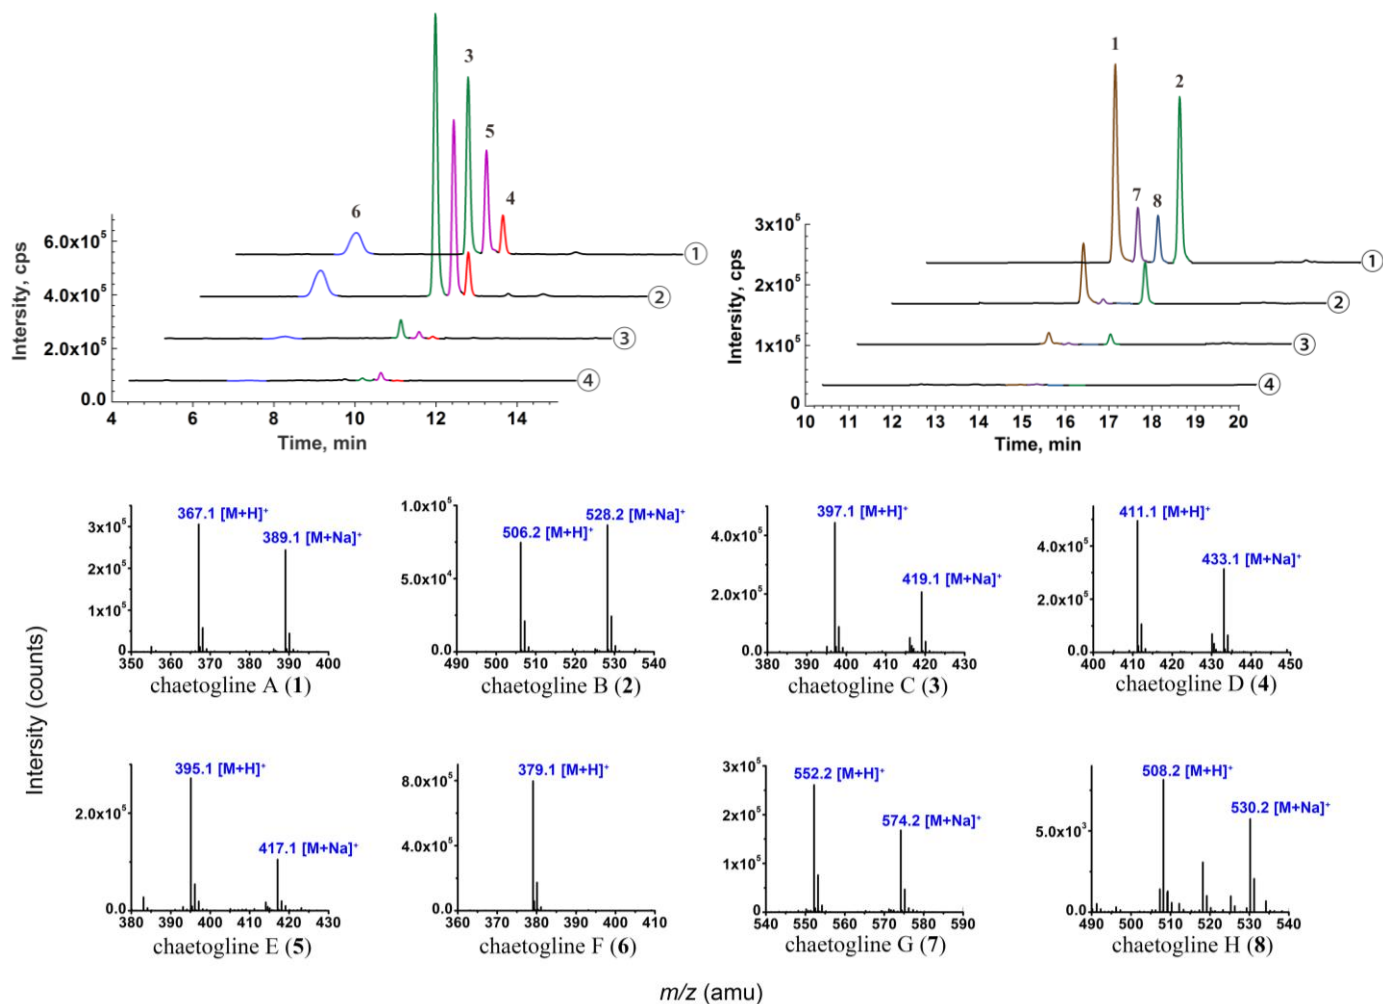 3
5
4
6
6.0x10⁵
4.0x10⁵
2.0x10⁵
0.0
Intersity, cps
①
②
③
④
4 6 8 10 12 14
Time, min
1
2
7
8
3x10⁵
2x10⁵
1x10⁵
0
Intersity, cps
①
②
③
④
10 11 12 13 14 15 16 17 18 19 20
Time, min
Intersity (counts)
3x10⁵
2x10⁵
1x10⁵
0
367.1 [M+H]⁺
389.1 [M+Na]⁺
350 360 370 380 390 400
chaetogline A (1)
1.0x10⁵
5.0x10⁴
0.0
506.2 [M+H]⁺
528.2 [M+Na]⁺
490 500 510 520 530 540
chaetogline B (2)
4.0x10⁵
2.0x10⁵
0.0
397.1 [M+H]⁺
419.1 [M+Na]⁺
380 390 400 410 420 430
chaetogline C (3)
4.0x10⁵
2.0x10⁵
0.0
411.1 [M+H]⁺
433.1 [M+Na]⁺
400 410 420 430 440 450
chaetogline D (4)
2.0x10⁵
0.0
395.1 [M+H]⁺
417.1 [M+Na]⁺
380 390 400 410 420 430
chaetogline E (5)
8.0x10⁵
4.0x10⁵
0.0
379.1 [M+H]⁺
360 370 380 390 400 410
chaetogline F (6)
3x10⁵
2x10⁵
1x10⁵
0
552.2 [M+H]⁺
574.2 [M+Na]⁺
540 550 560 570 580 590
chaetogline G (7)
5.0x10³
0.0
508.2 [M+H]⁺
530.2 [M+Na]⁺
490 500 510 520 530 540
chaetogline H (8)
m/z (amu)